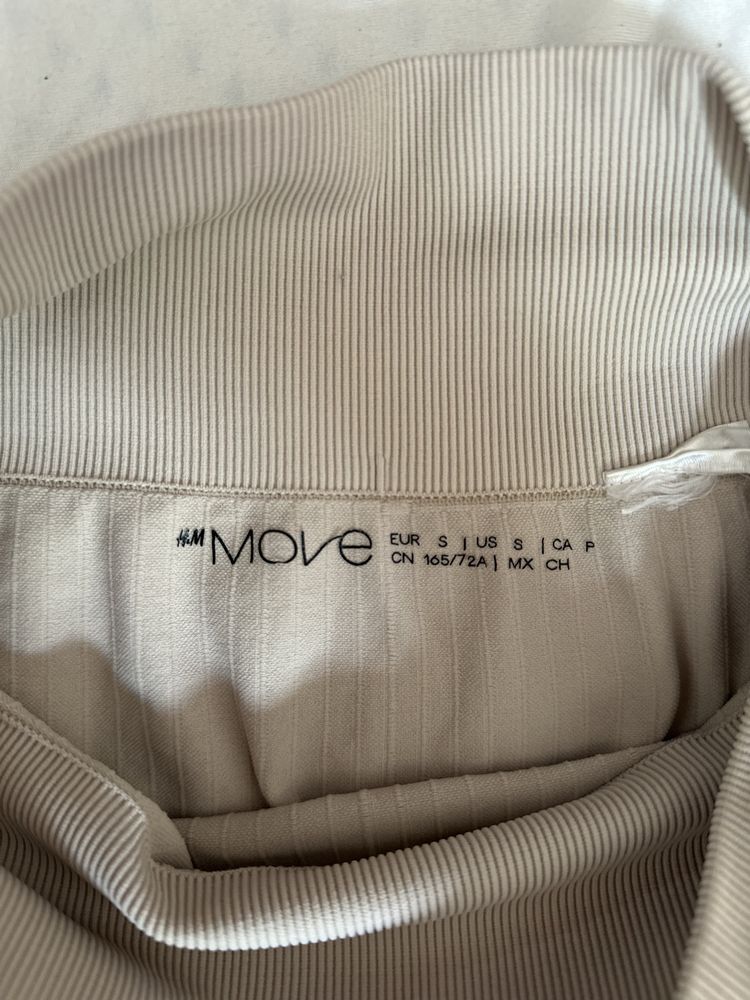 H&M MOVE EUR S | US S | CA P
CN 165/72A | MX CH